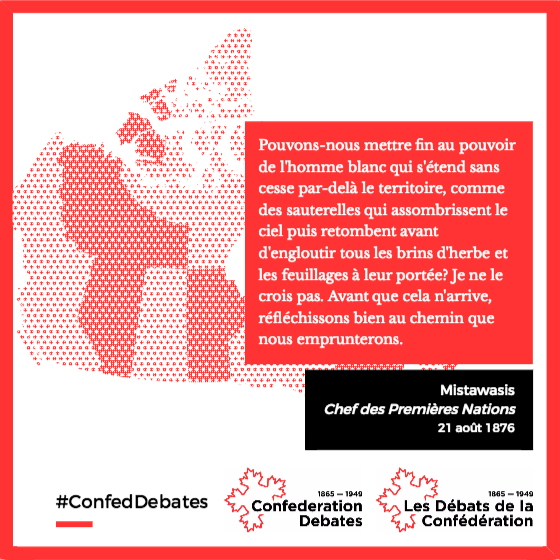 Pouvons-nous mettre fin au pouvoir
de l'homme blanc qui s'étend sans
cesse par-delà le territoire, comme
des sauterelles qui assombrissent le
ciel puis retombent avant
d'engloutir tous les brins d'herbe et
les feuillages à leur portée? Je ne le
crois pas. Avant que cela n'arrive,
réfléchissons bien au chemin que
nous emprunterons.
Mistawasis
Chef des Premières Nations
21 août 1876
#ConfedDebates
1865 — 1949
Confederation
Debates
1865 — 1949
Les Débats de la
Confédération